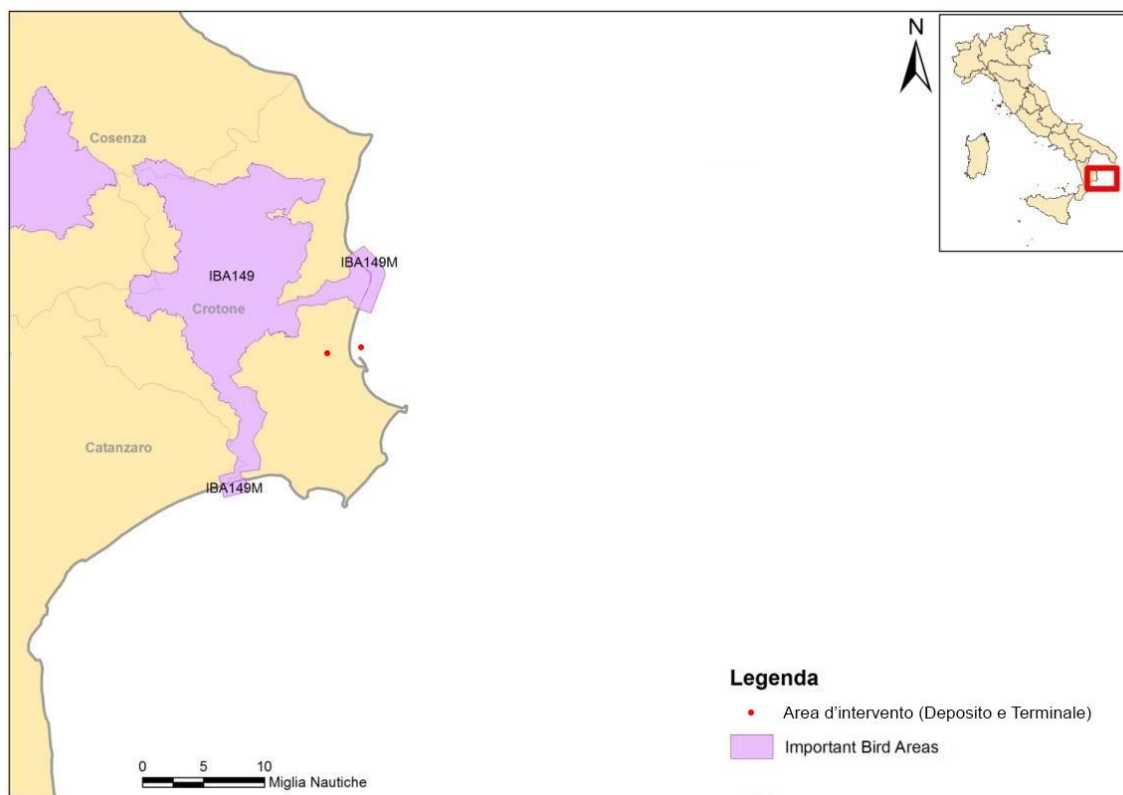 N
Cosenza
IBA149M
IBA149
Crotone
Catanzaro
IBA149M
Legenda
Area d'intervento (Deposito e Terminale)
Important Bird Areas
0 5 10
Miglia Nautiche